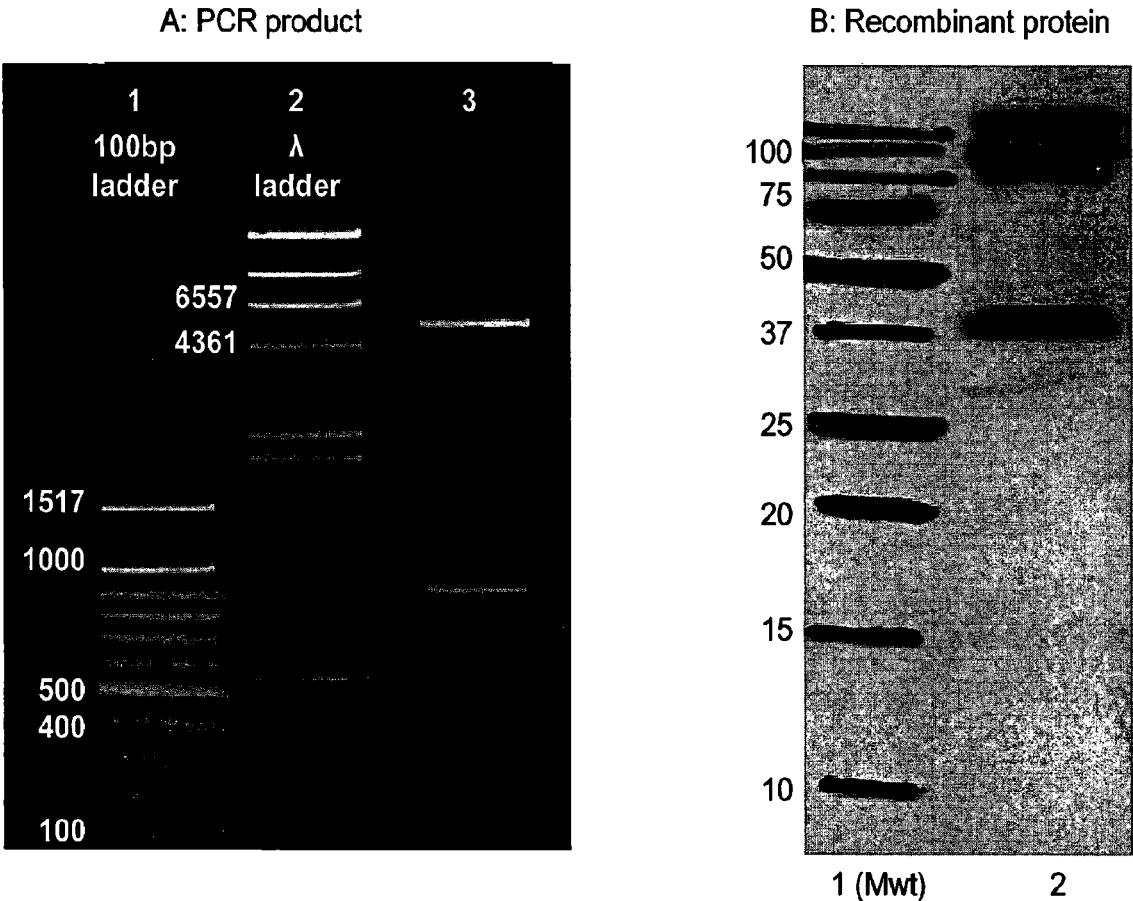 A: PCR product
1 2 3
100bp λ
ladder ladder
6557
4361
1517
1000
500
400
100
B: Recombinant protein
100
75
50
37
25
20
15
10
1 (Mwt) 2